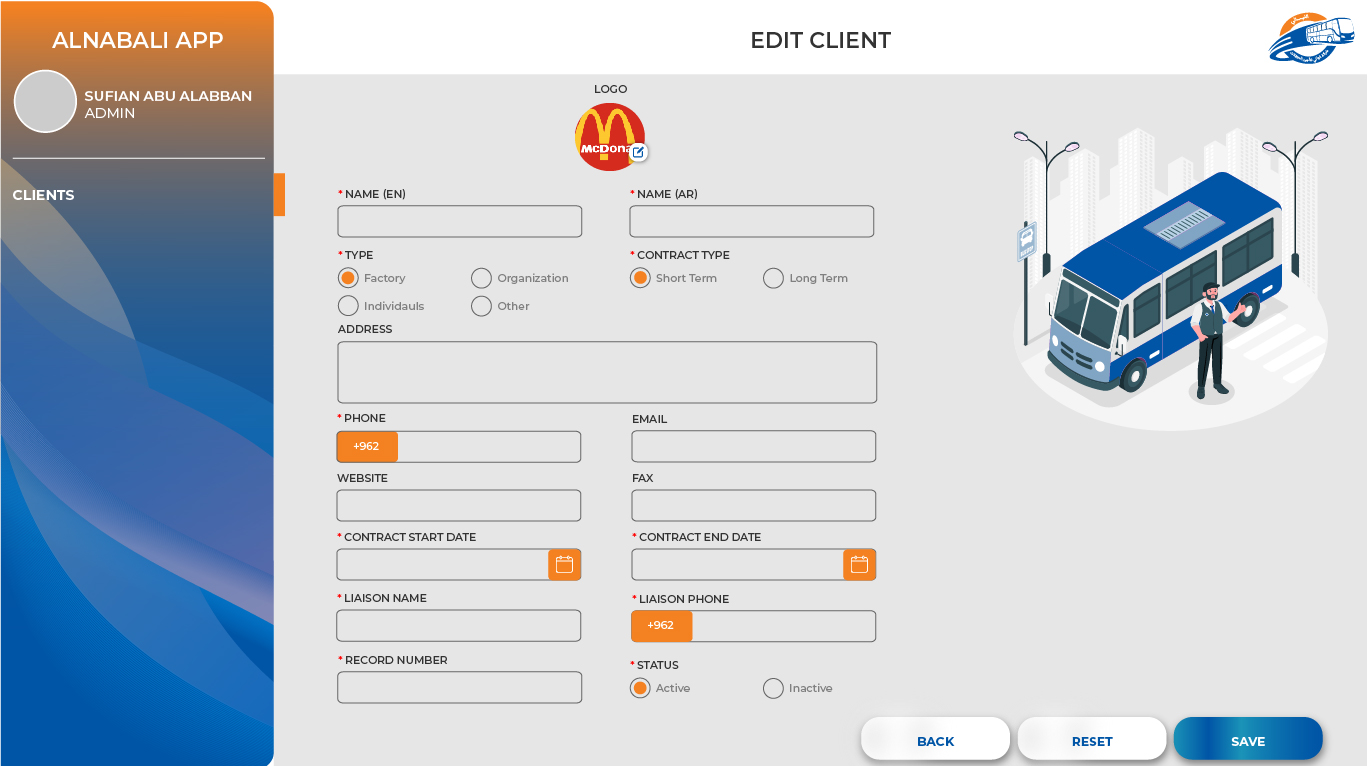 ALNABALI APP
SUFIAN ABU ALABBAN
ADMIN
CLIENTS
EDIT CLIENT
LOGO
McDona
* NAME (EN)
* NAME (AR)
* TYPE
* CONTRACT TYPE
Factory
Organization
Short Term
Long Term
Individauls
Other
ADDRESS
* PHONE
EMAIL
+962
WEBSITE
FAX
* CONTRACT START DATE
* CONTRACT END DATE
* LIAISON NAME
* LIAISON PHONE
+962
* RECORD NUMBER
* STATUS
Active
Inactive
BACK
RESET
SAVE